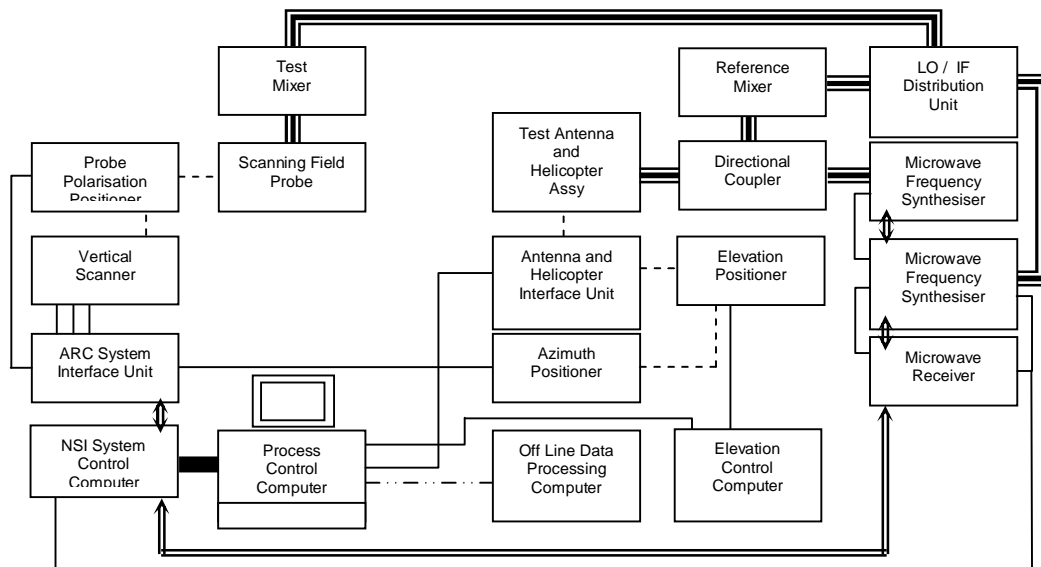 Test
Mixer
Reference
Mixer
LO / IF
Distribution
Unit
Probe
Polarisation
Positioner
Scanning Field
Probe
Test Antenna
and
Helicopter
Assy
Directional
Coupler
Microwave
Frequency
Synthesiser
Vertical
Scanner
Antenna and
Helicopter
Interface Unit
Elevation
Positioner
Microwave
Frequency
Synthesiser
ARC System
Interface Unit
Azimuth
Positioner
Microwave
Receiver
NSI System
Control
Computer
Process
Control
Computer
Off Line Data
Processing
Computer
Elevation
Control
Computer